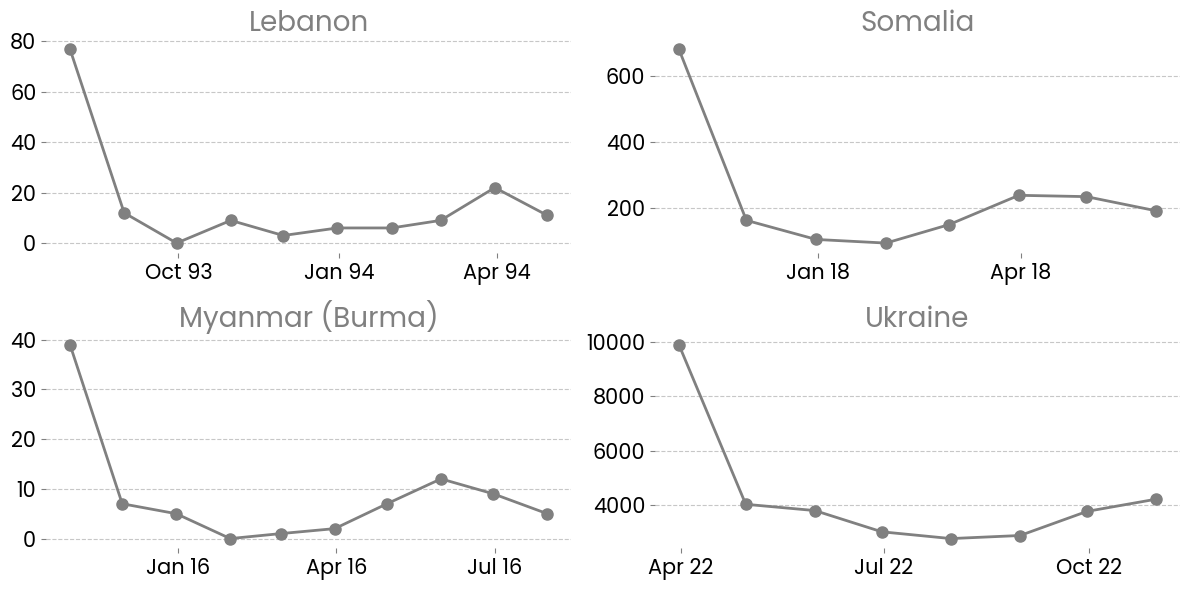 Lebanon
80
60
40
20
0
Oct 93 Jan 94 Apr 94
Somalia
600
400
200
Jan 18 Apr 18
Myanmar (Burma)
40
30
20
10
0
Jan 16 Apr 16 Jul 16
Ukraine
10000
8000
6000
4000
Apr 22 Jul 22 Oct 22